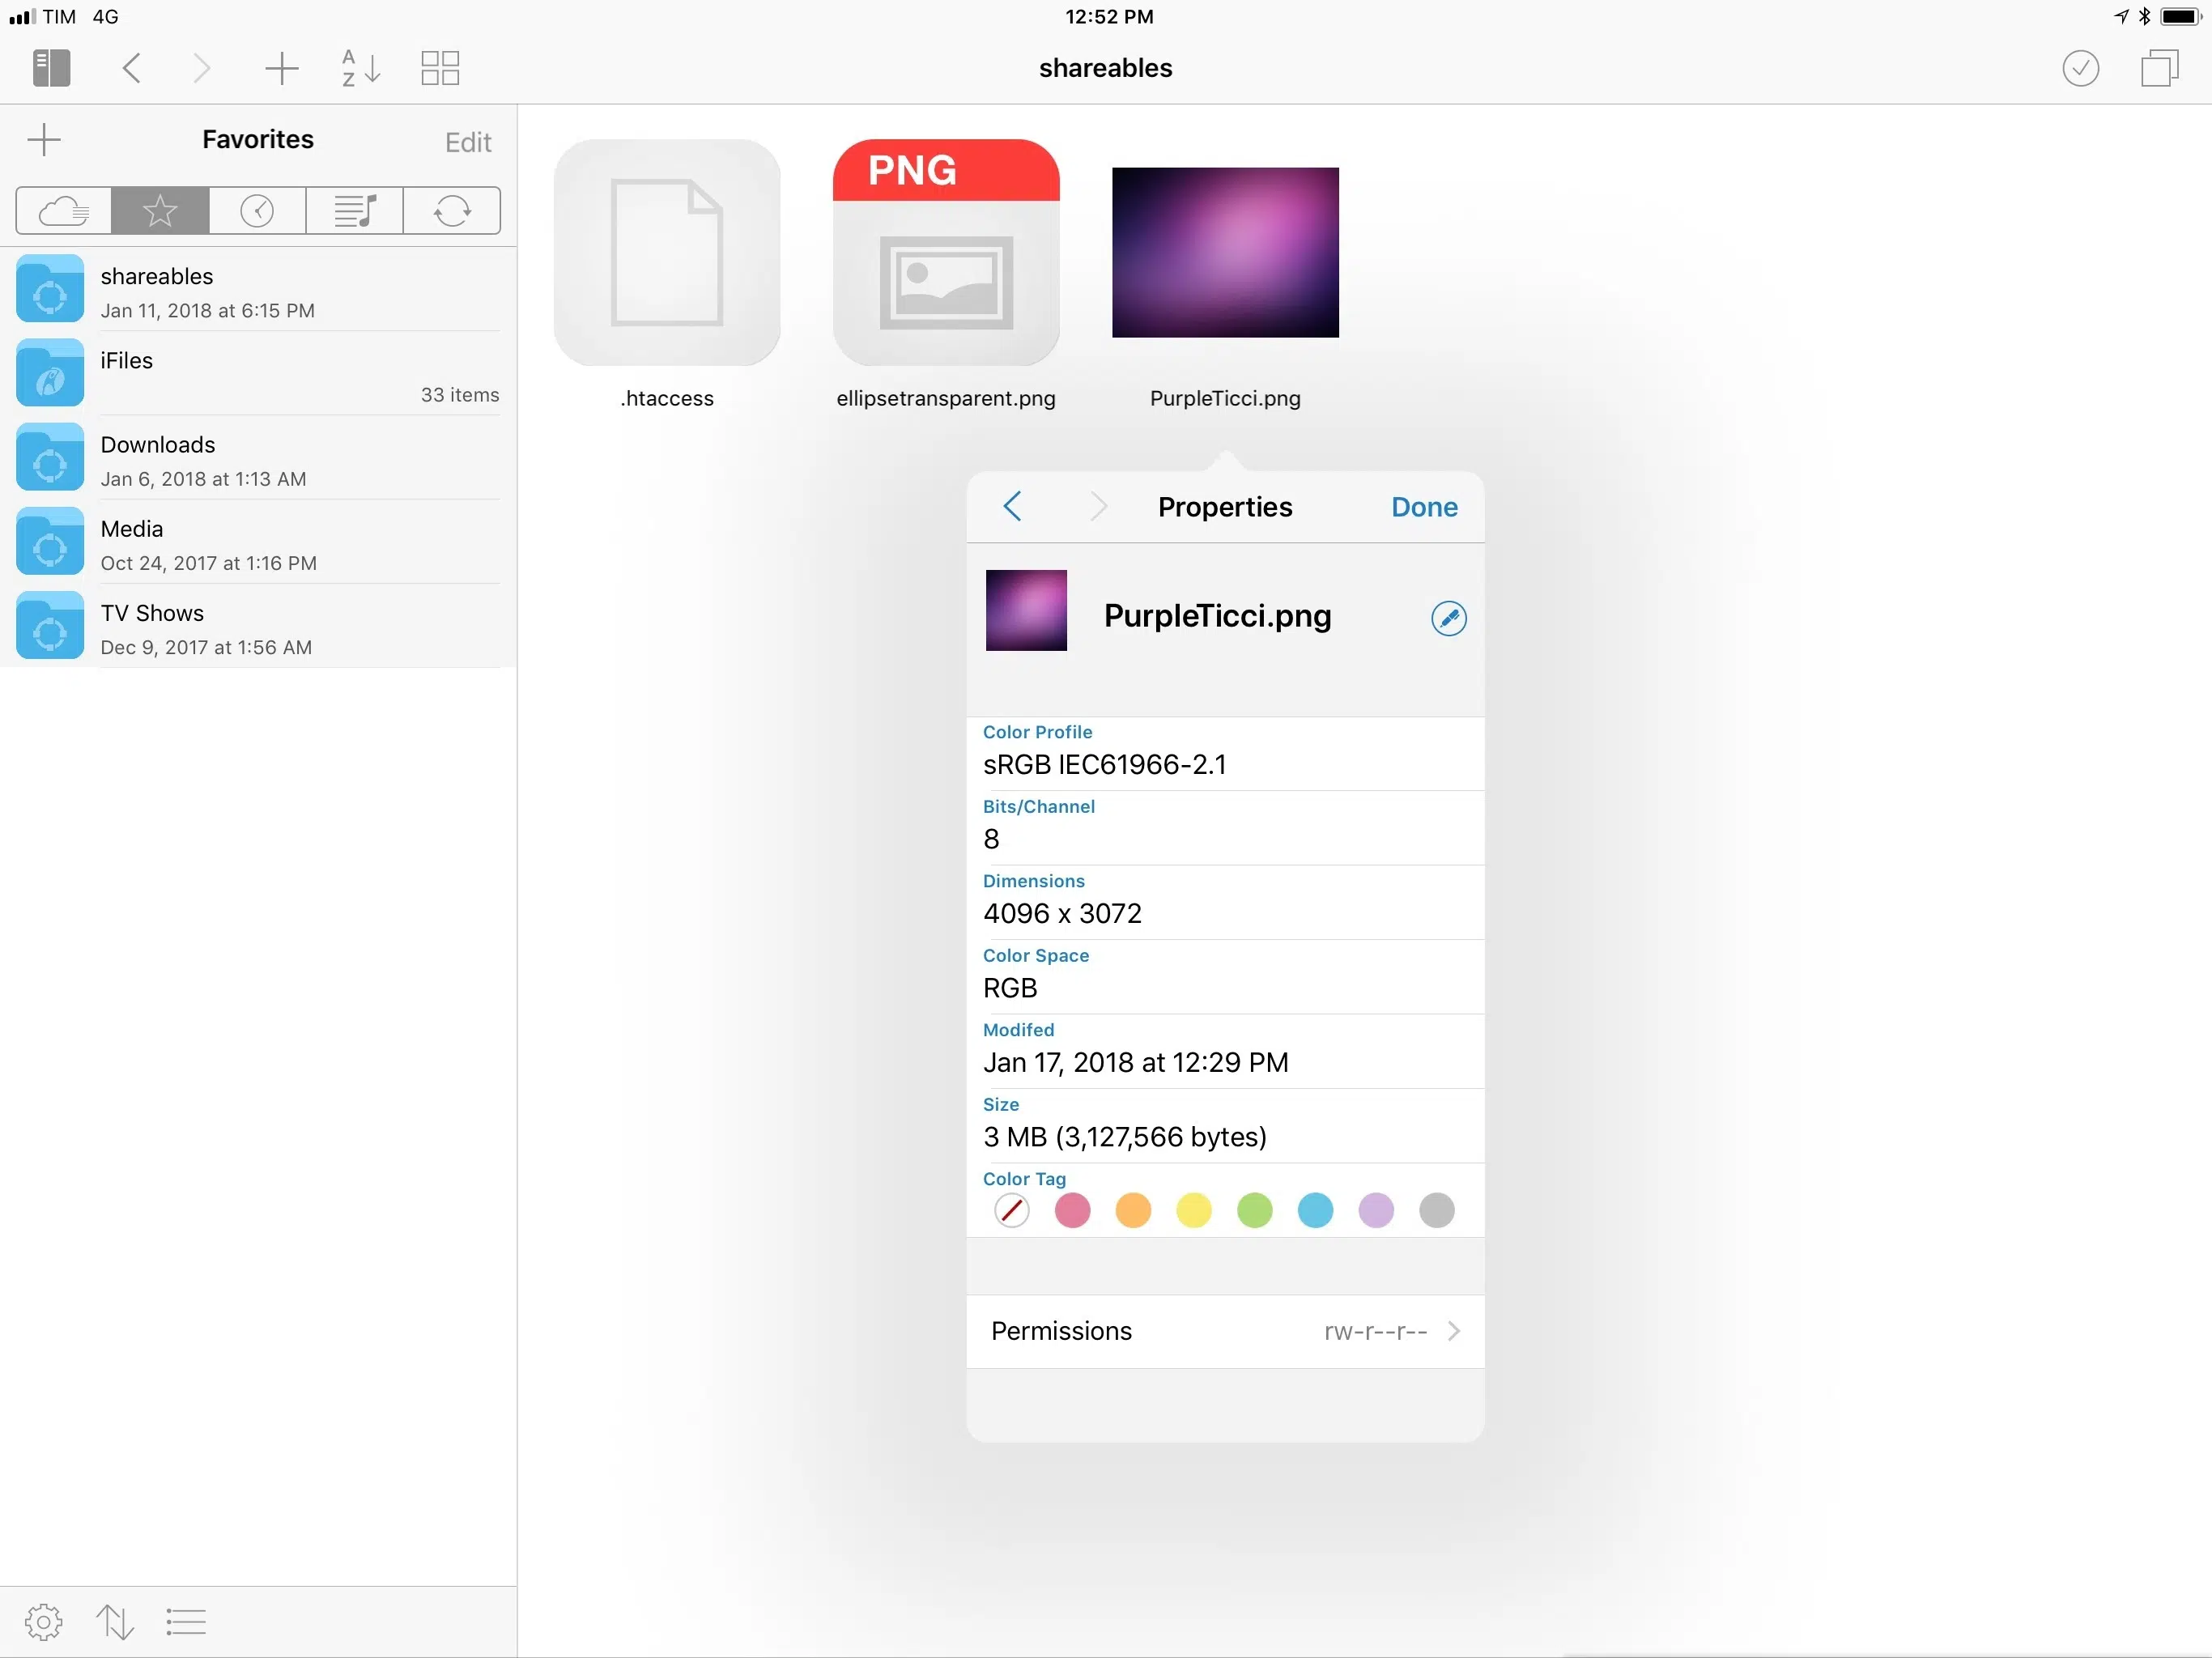 TIM 4G 12:52 PM
A
Z
shareables
Favorites
Edit
shareables
Jan 11, 2018 at 6:15 PM
iFiles
33 items
Downloads
Jan 6, 2018 at 1:13 AM
Media
Oct 24, 2017 at 1:16 PM
TV Shows
Dec 9, 2017 at 1:56 AM
PNG
.htaccess
ellipsetransparent.png
PurpleTicci.png
Properties
Done
PurpleTicci.png
Color Profile
sRGB IEC61966-2.1
Bits/Channel
8
Dimensions
4096 x 3072
Color Space
RGB
Modifed
Jan 17, 2018 at 12:29 PM
Size
3 MB (3,127,566 bytes)
Color Tag
Permissions rw-r--r--